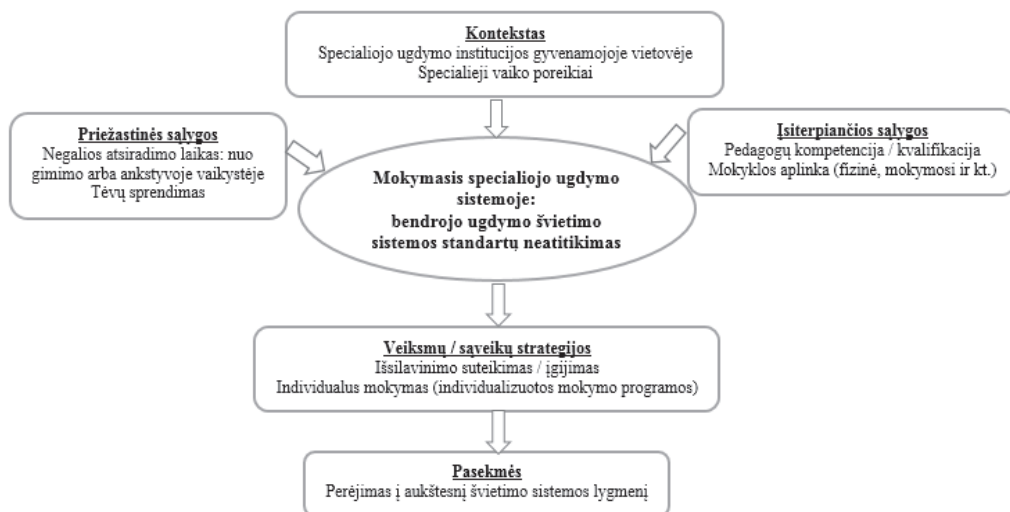 Kontekstas
Specialiojo ugdymo institucijos gyvenamojoje vietovėje
Specialieji vaiko poreikiai
Priežastinės sąlygos
Negalios atsiradimo laikas: nuo
gimimo arba ankstyvoje vaikystėje
Tėvų sprendimas
Įsiterpiančios sąlygos
Pedagogų kompetencija / kvalifikacija
Mokyklos aplinka (fizinė, mokymosi ir kt.)
Mokymasis specialiojo ugdymo
sistemoje:
bendrojo ugdymo švietimo
sistemos standartų neatitikimas
Veiksmų / sąveikų strategijos
Išsilavinimo suteikimas / įgijimas
Individualus mokymas (individualizuotos mokymo programos)
Pasekmės
Perėjimas į aukštesnį švietimo sistemos lygmenį